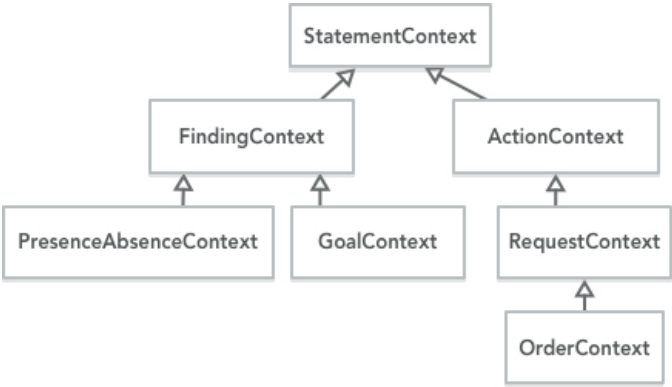 StatementContext
FindingContext
ActionContext
PresenceAbsenceContext
GoalContext
RequestContext
OrderContext